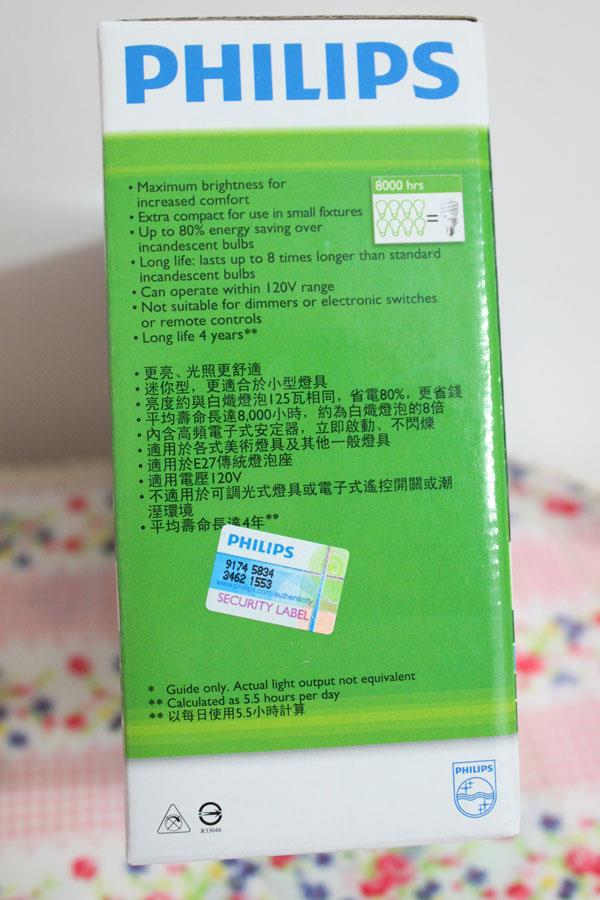 PHILIPS
• Maximum brightness for
increased comfort
• Extra compact for use in small fixtures
• Up to 80% energy saving over
incandescent bulbs
• Long life: lasts up to 8 times longer than standard
incandescent bulbs
• Can operate within 120V range
• Not suitable for dimmers or electronic switches
or remote controls
• Long life 4 years**
8000 hrs
=
• 更亮、光照更舒適
• 迷你型，更適合於小型燈具
• 亮度約與白熾燈泡125瓦相同，省電80%，更省錢
• 平均壽命長達8,000小時，約為白熾燈泡的8倍
• 內含高頻電子式安定器，立即啟動、不閃爍
• 適用於各式美術燈具及其他一般燈具
• 適用於E27傳統燈泡座
• 適用電壓120V
• 不適用於可調光式燈具或電子式遙控開關或潮
溼環境
• 平均壽命長達4年**
PHILIPS
9174 5834
3462 1553
www.philips.com/authenticity
SECURITY LABEL
* Guide only. Actual light output not equivalent
** Calculated as 5.5 hours per day
** 以每日使用5.5小時計算
R33048
PHILIPS